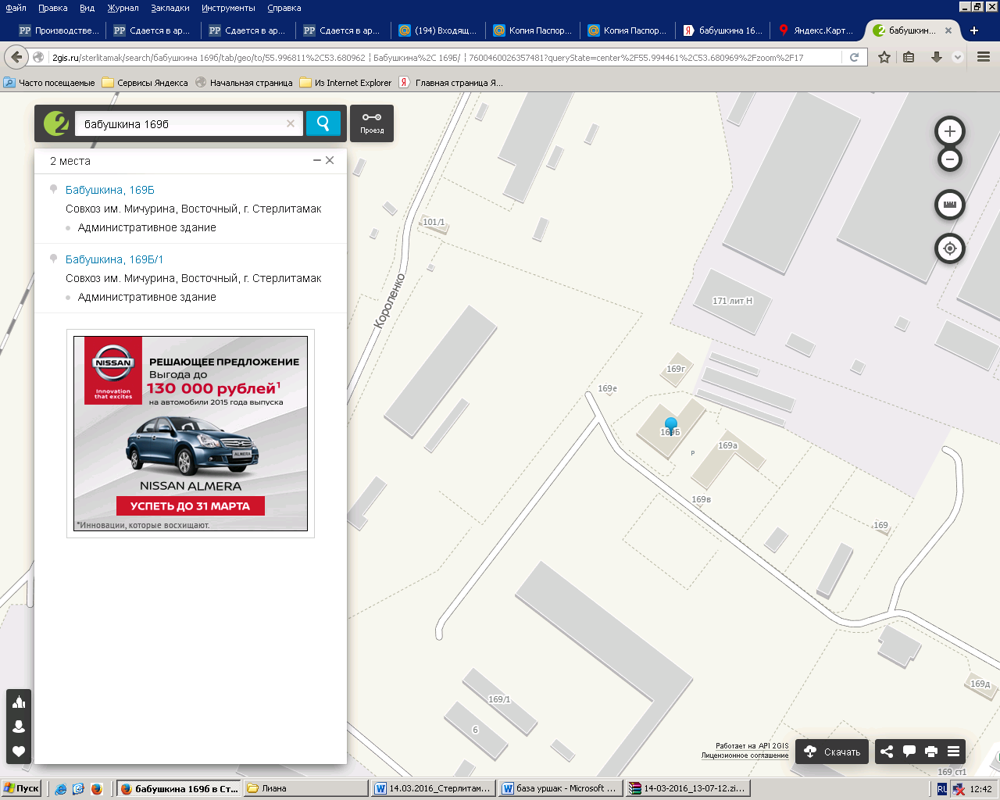 Файл Правка Вид Журнал Закладки Инструменты Справка
Производстве... Сдается в ар... Сдается в ар... Сдается в ар... (194) Входящ... Копия Паспор... Копия Паспор... бабушкина 16... Яндекс.Карт... бабушкин...
2gis.ru/sterlitamak/search/бабушкина 169б/tab/geo/to/55.996811%2C53.680962 | Бабушкина%2C 169Б/ | 7600460026357481?queryState=center%2F55.994461%2C53.680969%2Fzoom%2F17
Часто посещаемые Сервисы Яндекса Начальная страница Из Internet Explorer Главная страница Я...
бабушкина 169б
Проезд
2 места
Бабушкина, 169Б
Совхоз им. Мичурина, Восточный, г. Стерлитамак
Административное здание
Бабушкина, 169Б/1
Совхоз им. Мичурина, Восточный, г. Стерлитамак
Административное здание
NISSAN
Innovation
that excites
РЕШАЮЩЕЕ ПРЕДЛОЖЕНИЕ
Выгода до
130 000 рублей¹
на автомобили 2015 года выпуска
ALMERA
NISSAN ALMERA
УСПЕТЬ ДО 31 МАРТА
*Инновации, которые восхищают.
101/1
Короленко
171 лит Н
169г
169е
169Б
169а
P
169в
169
169/1
6
169д
169 ст1
Работает на API 2GIS
Лицензионное соглашение
Скачать
Пуск
бабушкина 169б в Ст...
Лиана
14.03.2016_Стерлитам...
база уршак - Microsoft ...
14-03-2016_13-07-12.zi...
RU
12:42